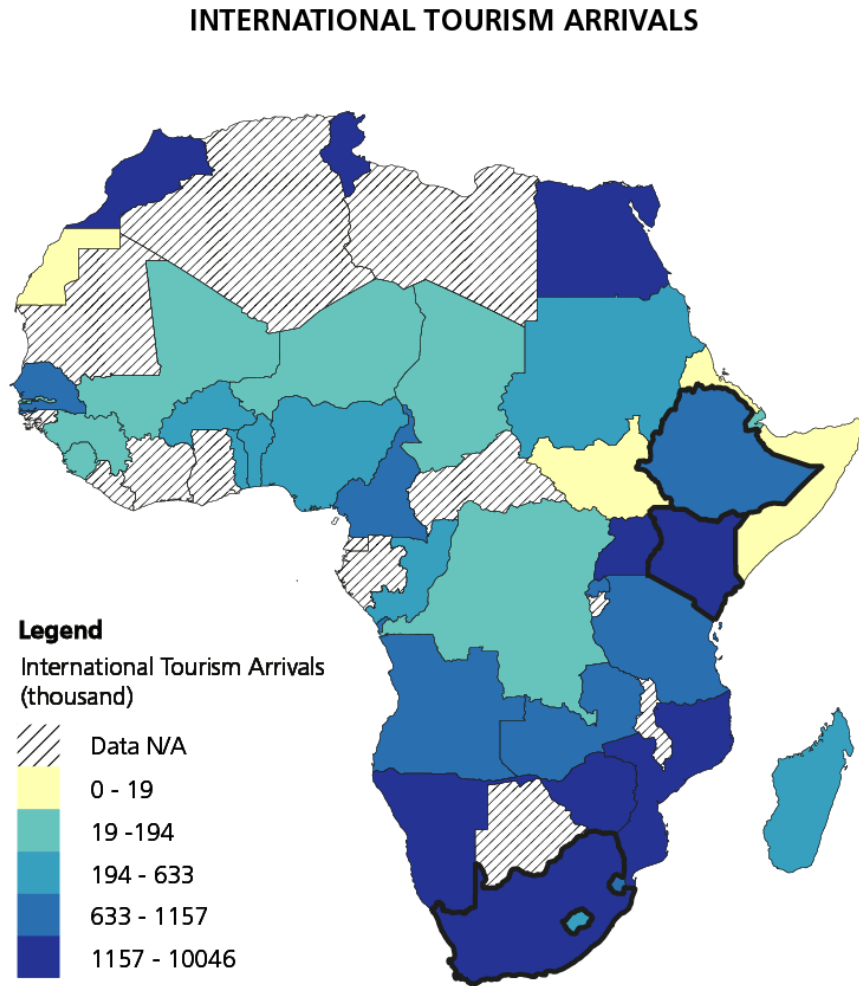 INTERNATIONAL TOURISM ARRIVALS
Legend
International Tourism Arrivals
(thousand)
Data N/A
0 - 19
19 -194
194 - 633
633 - 1157
1157 - 10046